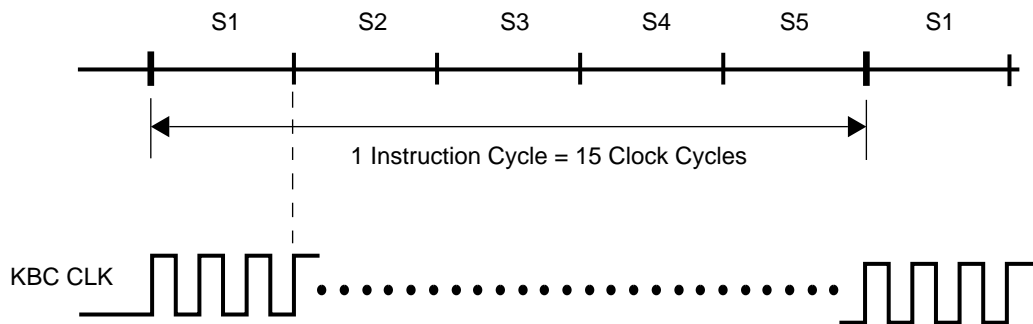 S1 S2 S3 S4 S5 S1
1 Instruction Cycle = 15 Clock Cycles
KBC CLK